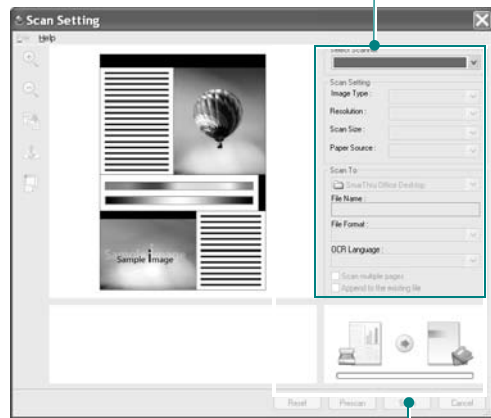 Scan Setting
Help
Select Scanner
Scan Setting
Image Type :
Resolution :
Scan Size :
Paper Source :
Scan To
SmarThru Office Desktop
File Name :
File Format :
OCR Language :
Scan multiple pages
Append to the existing file
Sample image
Reset
Prescan
Cancel